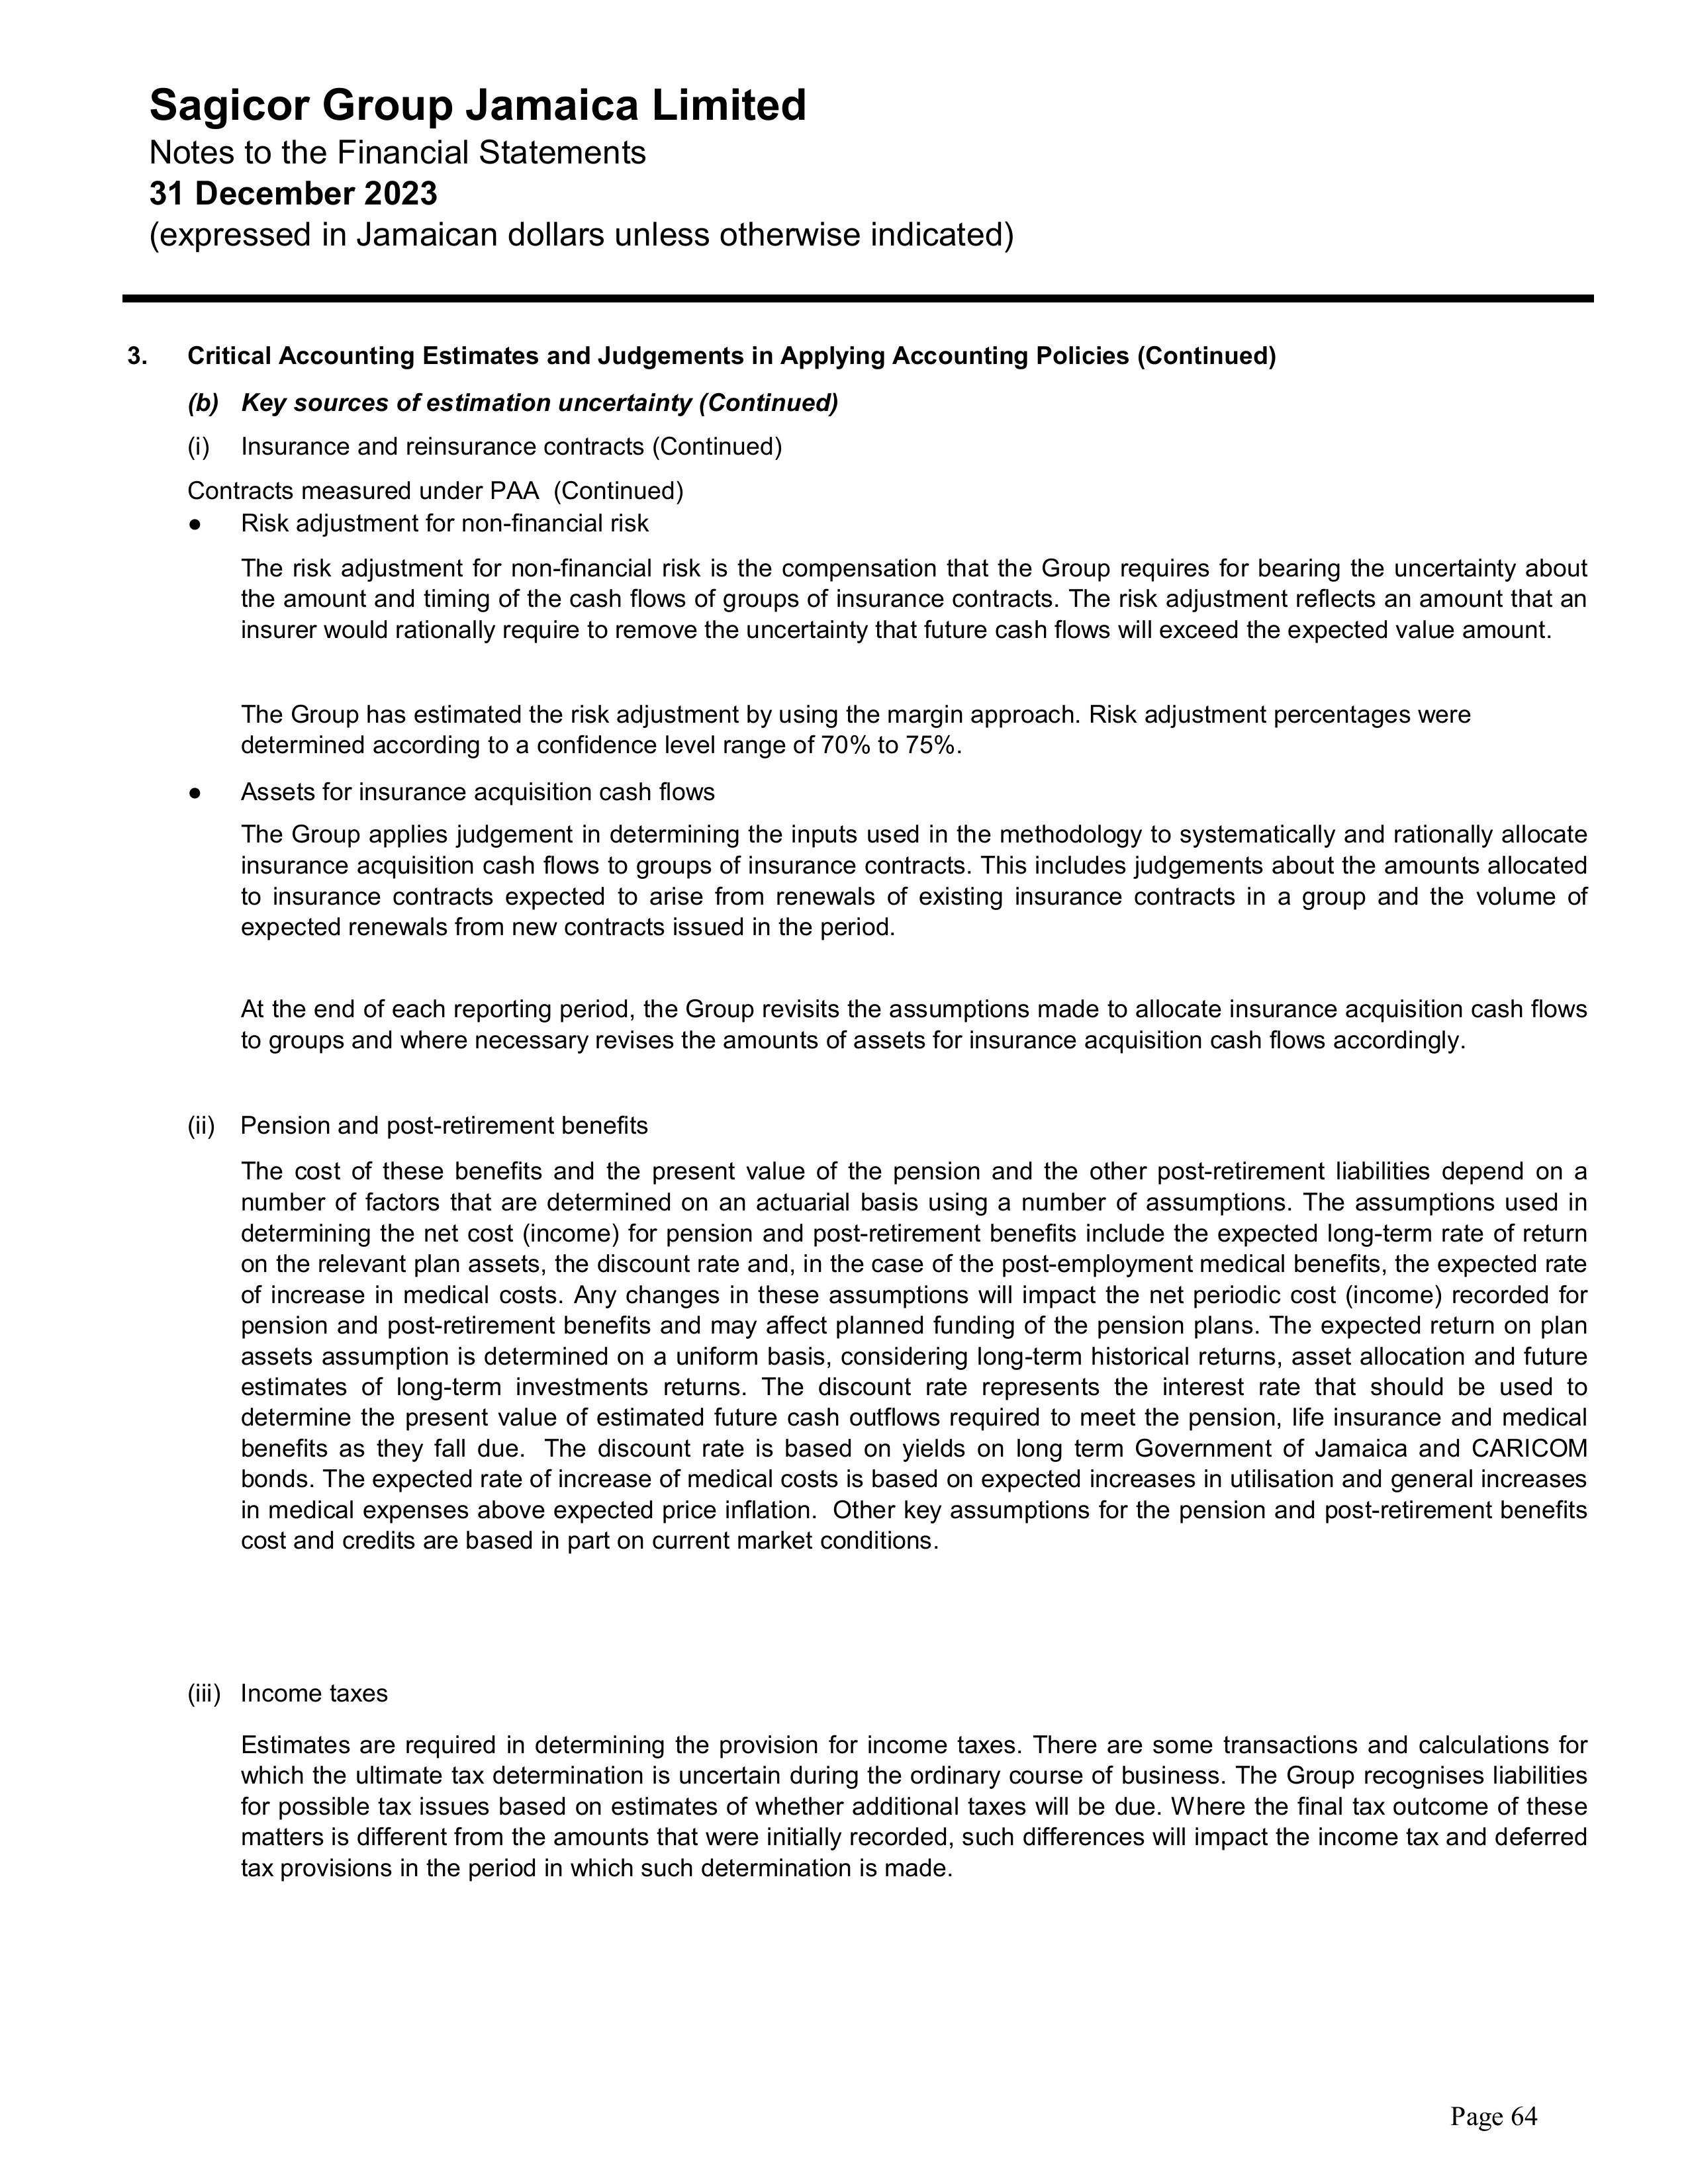 Sagicor Group Jamaica Limited
Notes to the Financial Statements
31 December 2023
(expressed in Jamaican dollars unless otherwise indicated)
3. Critical Accounting Estimates and Judgements in Applying Accounting Policies (Continued)
(b) Key sources of estimation uncertainty (Continued)
(i) Insurance and reinsurance contracts (Continued)
Contracts measured under PAA (Continued)
● Risk adjustment for non-financial risk
The risk adjustment for non-financial risk is the compensation that the Group requires for bearing the uncertainty about
the amount and timing of the cash flows of groups of insurance contracts. The risk adjustment reflects an amount that an
insurer would rationally require to remove the uncertainty that future cash flows will exceed the expected value amount.
The Group has estimated the risk adjustment by using the margin approach. Risk adjustment percentages were
determined according to a confidence level range of 70% to 75%.
● Assets for insurance acquisition cash flows
The Group applies judgement in determining the inputs used in the methodology to systematically and rationally allocate
insurance acquisition cash flows to groups of insurance contracts. This includes judgements about the amounts allocated
to insurance contracts expected to arise from renewals of existing insurance contracts in a group and the volume of
expected renewals from new contracts issued in the period.
At the end of each reporting period, the Group revisits the assumptions made to allocate insurance acquisition cash flows
to groups and where necessary revises the amounts of assets for insurance acquisition cash flows accordingly.
(ii) Pension and post-retirement benefits
The cost of these benefits and the present value of the pension and the other post-retirement liabilities depend on a
number of factors that are determined on an actuarial basis using a number of assumptions. The assumptions used in
determining the net cost (income) for pension and post-retirement benefits include the expected long-term rate of return
on the relevant plan assets, the discount rate and, in the case of the post-employment medical benefits, the expected rate
of increase in medical costs. Any changes in these assumptions will impact the net periodic cost (income) recorded for
pension and post-retirement benefits and may affect planned funding of the pension plans. The expected return on plan
assets assumption is determined on a uniform basis, considering long-term historical returns, asset allocation and future
estimates of long-term investments returns. The discount rate represents the interest rate that should be used to
determine the present value of estimated future cash outflows required to meet the pension, life insurance and medical
benefits as they fall due. The discount rate is based on yields on long term Government of Jamaica and CARICOM
bonds. The expected rate of increase of medical costs is based on expected increases in utilisation and general increases
in medical expenses above expected price inflation. Other key assumptions for the pension and post-retirement benefits
cost and credits are based in part on current market conditions.
(iii) Income taxes
Estimates are required in determining the provision for income taxes. There are some transactions and calculations for
which the ultimate tax determination is uncertain during the ordinary course of business. The Group recognises liabilities
for possible tax issues based on estimates of whether additional taxes will be due. Where the final tax outcome of these
matters is different from the amounts that were initially recorded, such differences will impact the income tax and deferred
tax provisions in the period in which such determination is made.
Page 64